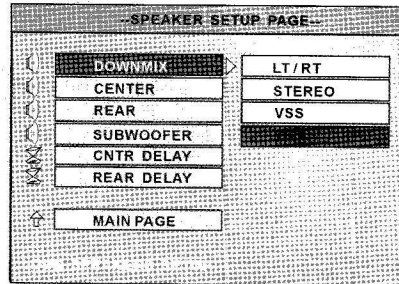 --SPEAKER SETUP PAGE--
DOWNMIX
CENTER
REAR
SUBWOOFER
CNTR DELAY
REAR DELAY
MAIN PAGE
LT/RT
STEREO
VSS